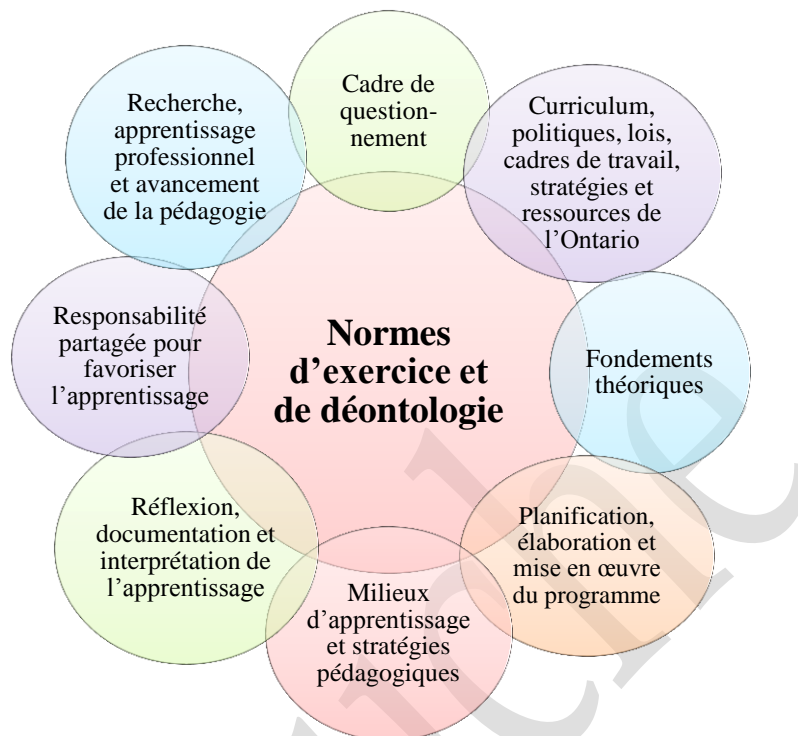 Cadre de
question-
nement
Curriculum,
politiques, lois,
cadres de travail,
stratégies et
ressources de
l'Ontario
Fondements
théoriques
Planification,
élaboration et
mise en œuvre
du programme
Milieux
d'apprentissage
et stratégies
pédagogiques
Réflexion,
documentation et
interprétation de
l'apprentissage
Responsabilité
partagée pour
favoriser
l'apprentissage
Recherche,
apprentissage
professionnel
et avancement
de la pédagogie
Normes
d'exercice et
de déontologie